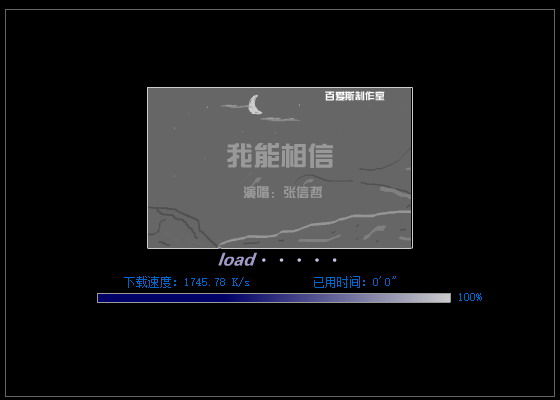 百爱斯制作室
我能相信
演唱：张信哲
load · · · · ·
下载速度：1745.78 K/s 已用时间：0'0"
100%